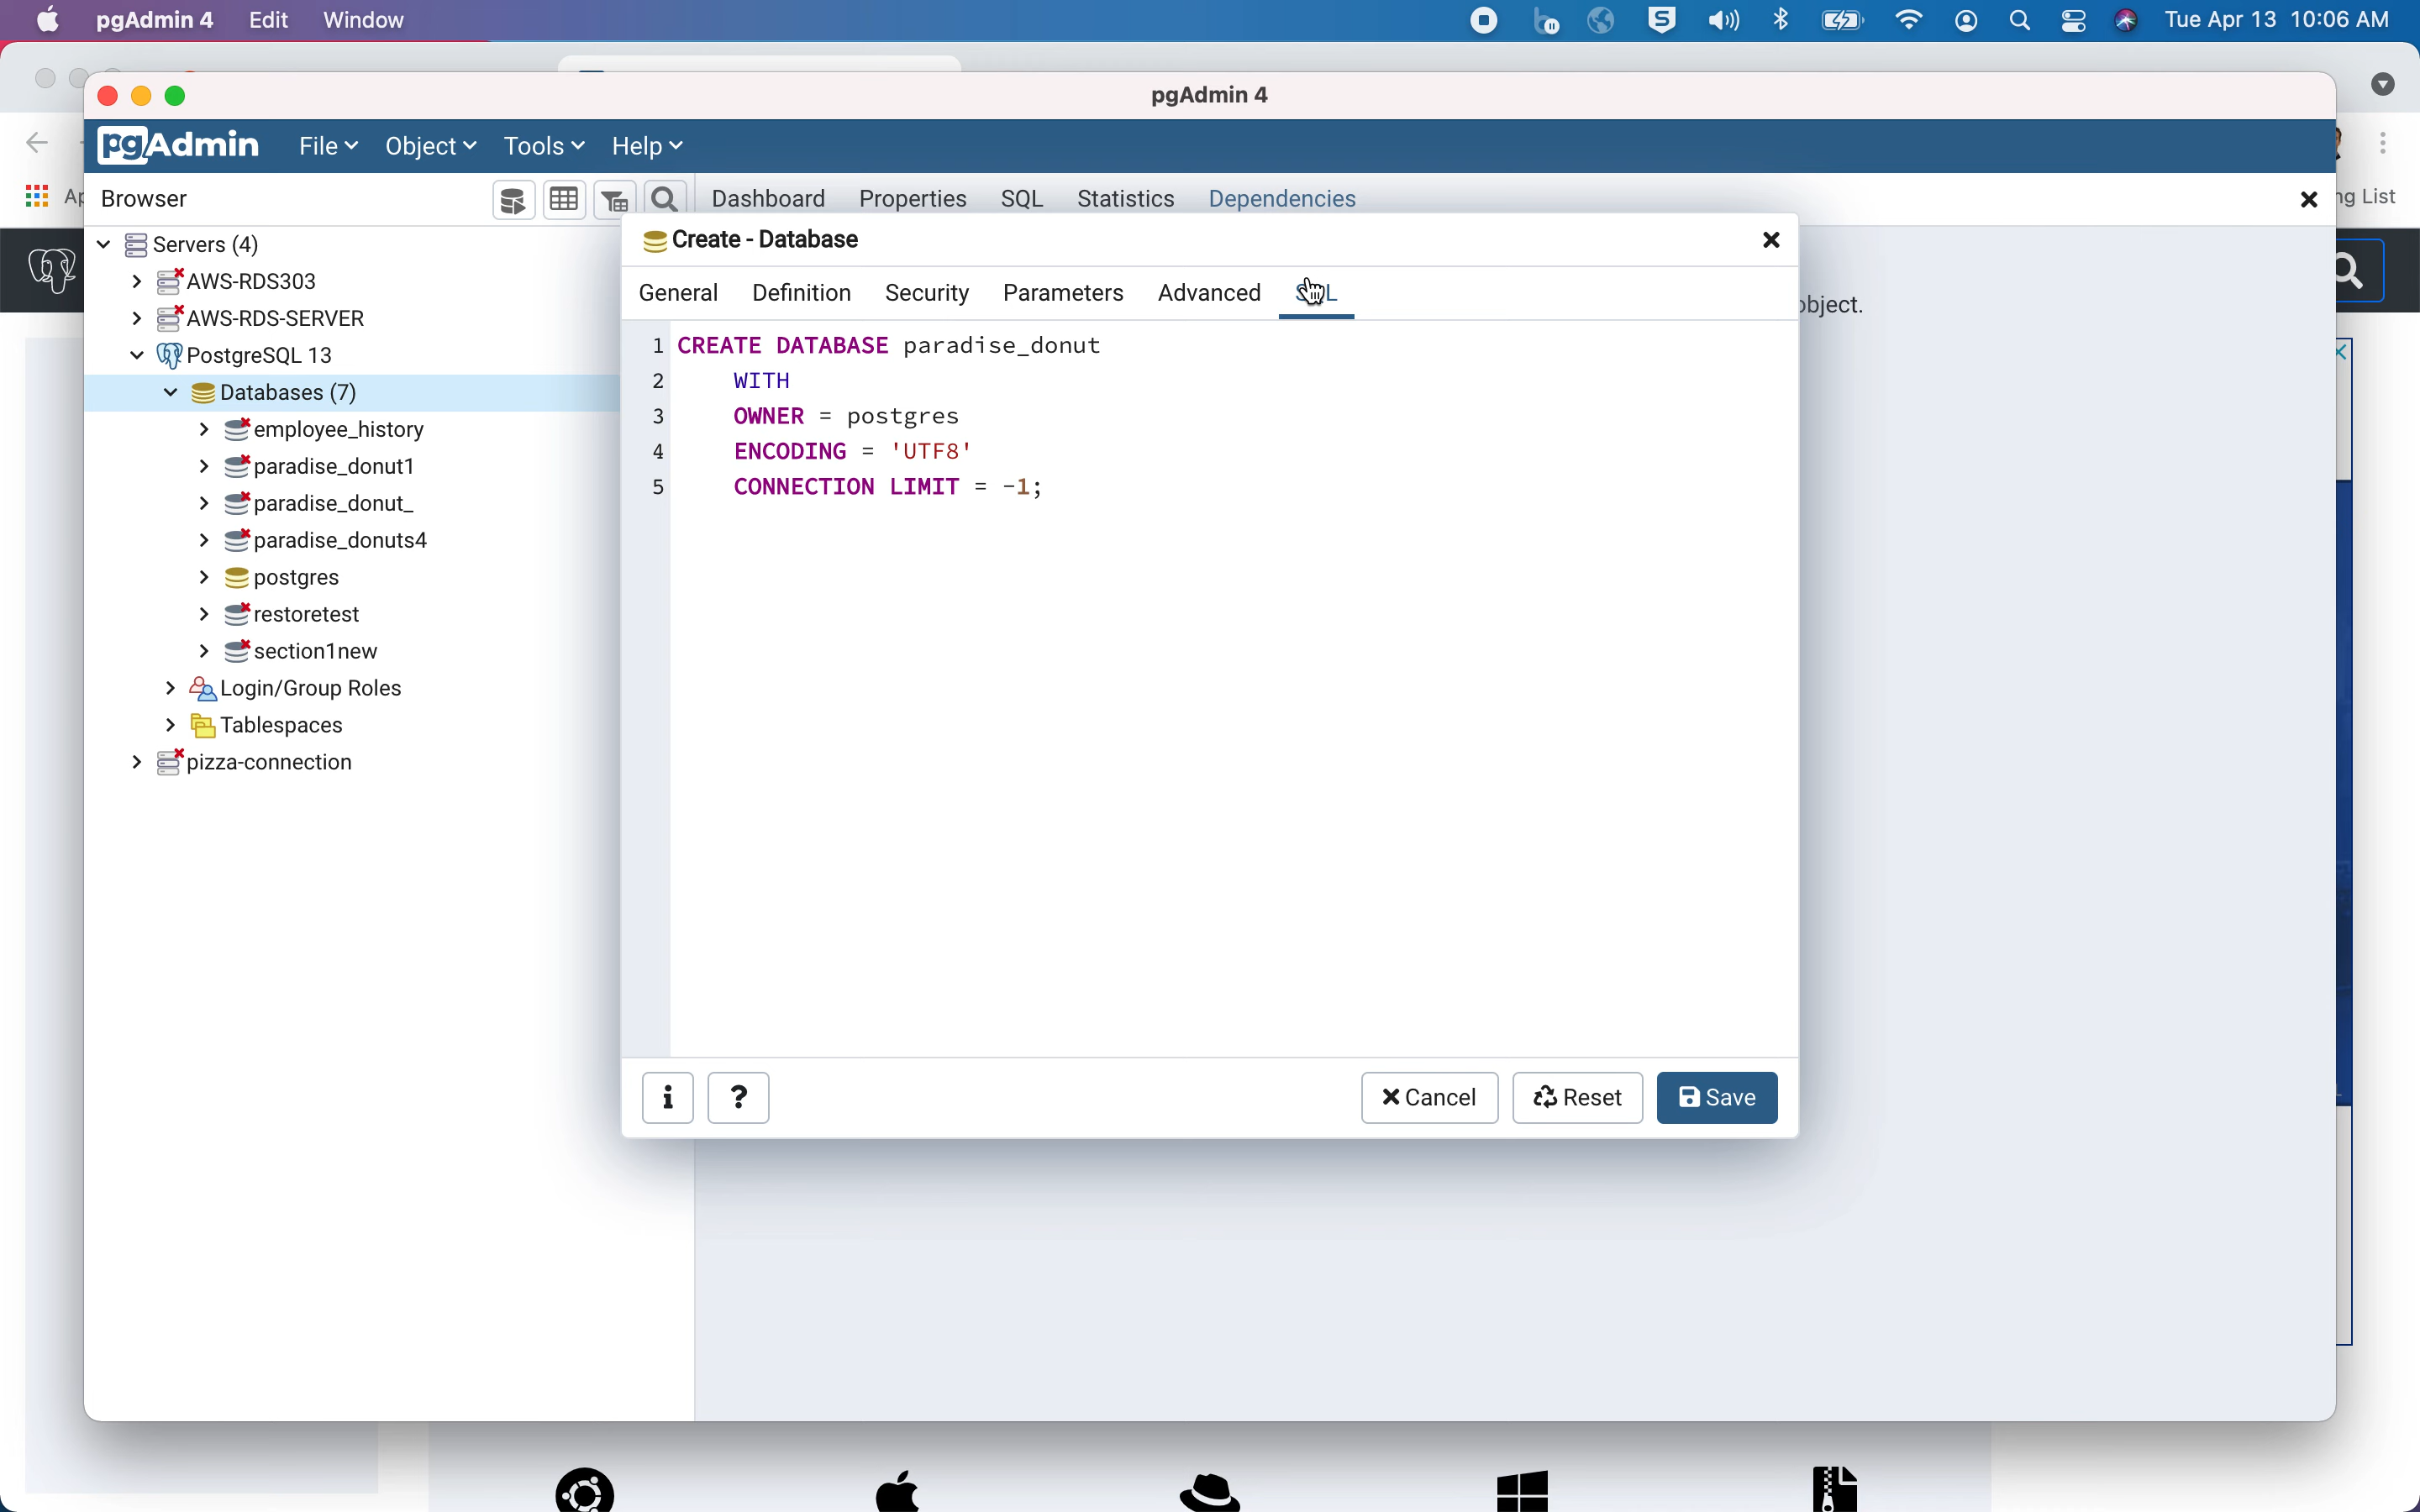 pgAdmin 4 Edit Window Tue Apr 13 10:06 AM
pgAdmin 4
pgAdmin File Object Tools Help
Browser Dashboard Properties SQL Statistics Dependencies
ng List
Servers (4)
AWS-RDS303
AWS-RDS-SERVER
PostgreSQL 13
Databases (7)
employee_history
paradise_donut1
paradise_donut_
paradise_donuts4
postgres
restoretest
section1new
Login/Group Roles
Tablespaces
pizza-connection
Create - Database
General Definition Security Parameters Advanced SQL
object.
1 CREATE DATABASE paradise_donut
2 WITH
3 OWNER = postgres
4 ENCODING = 'UTF8'
5 CONNECTION LIMIT = -1;
i ? Cancel Reset Save